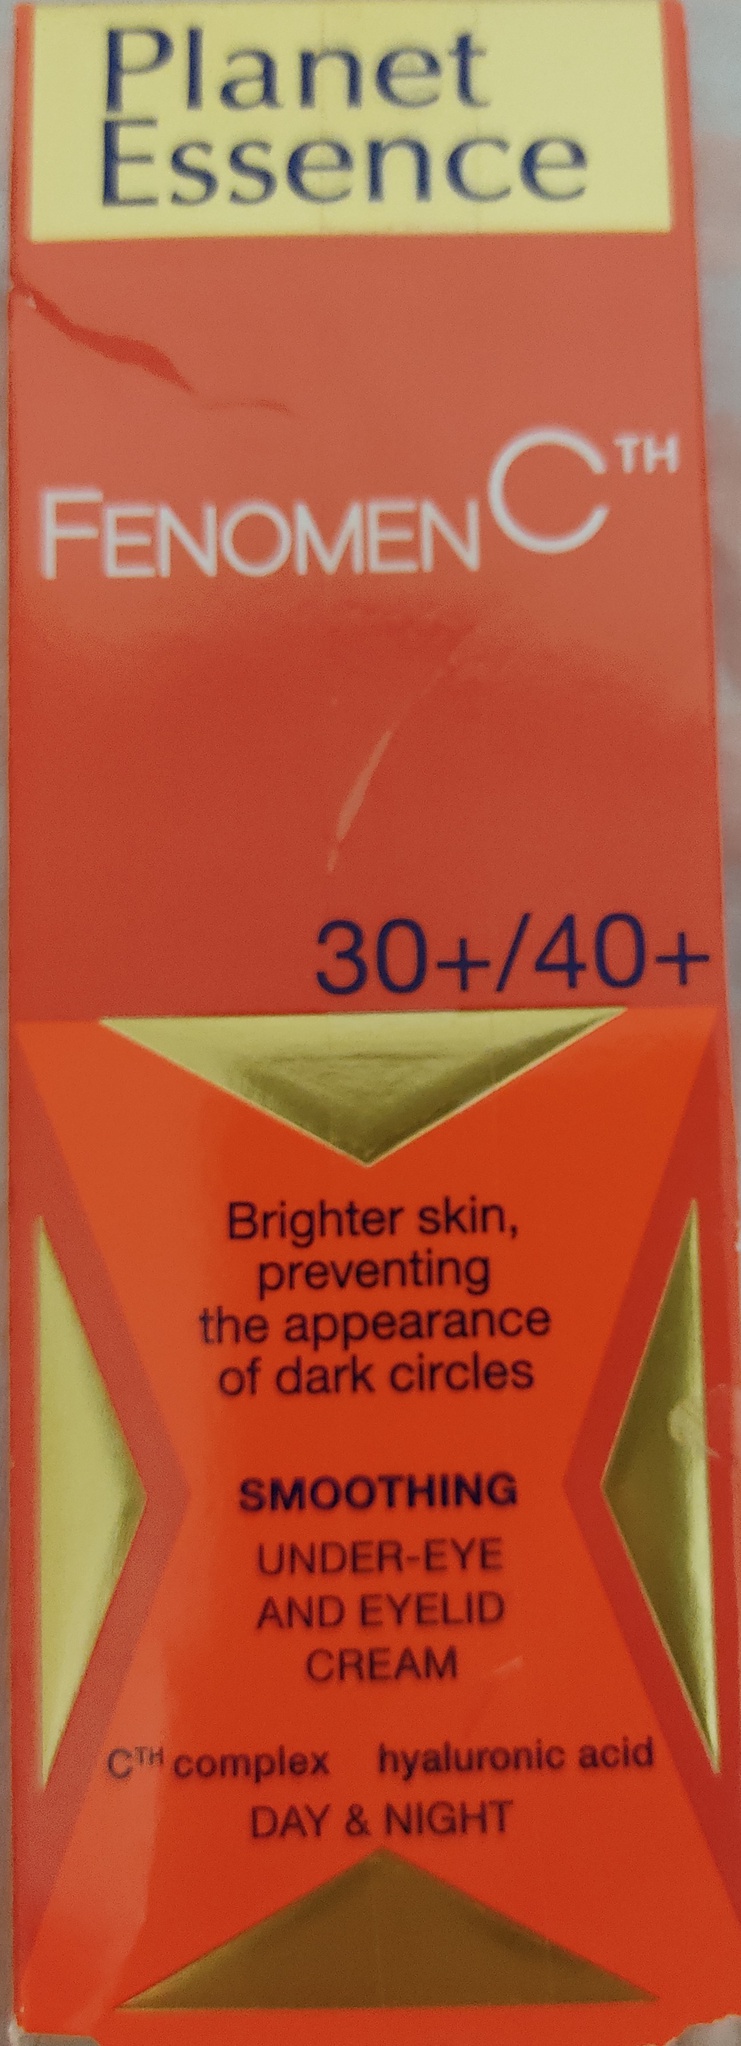 Planet
Essence
FENOMEN C TH
30+/40+
Brighter skin,
preventing
the appearance
of dark circles
SMOOTHING
UNDER-EYE
AND EYELID
CREAM
CTH complex hyaluronic acid
DAY & NIGHT